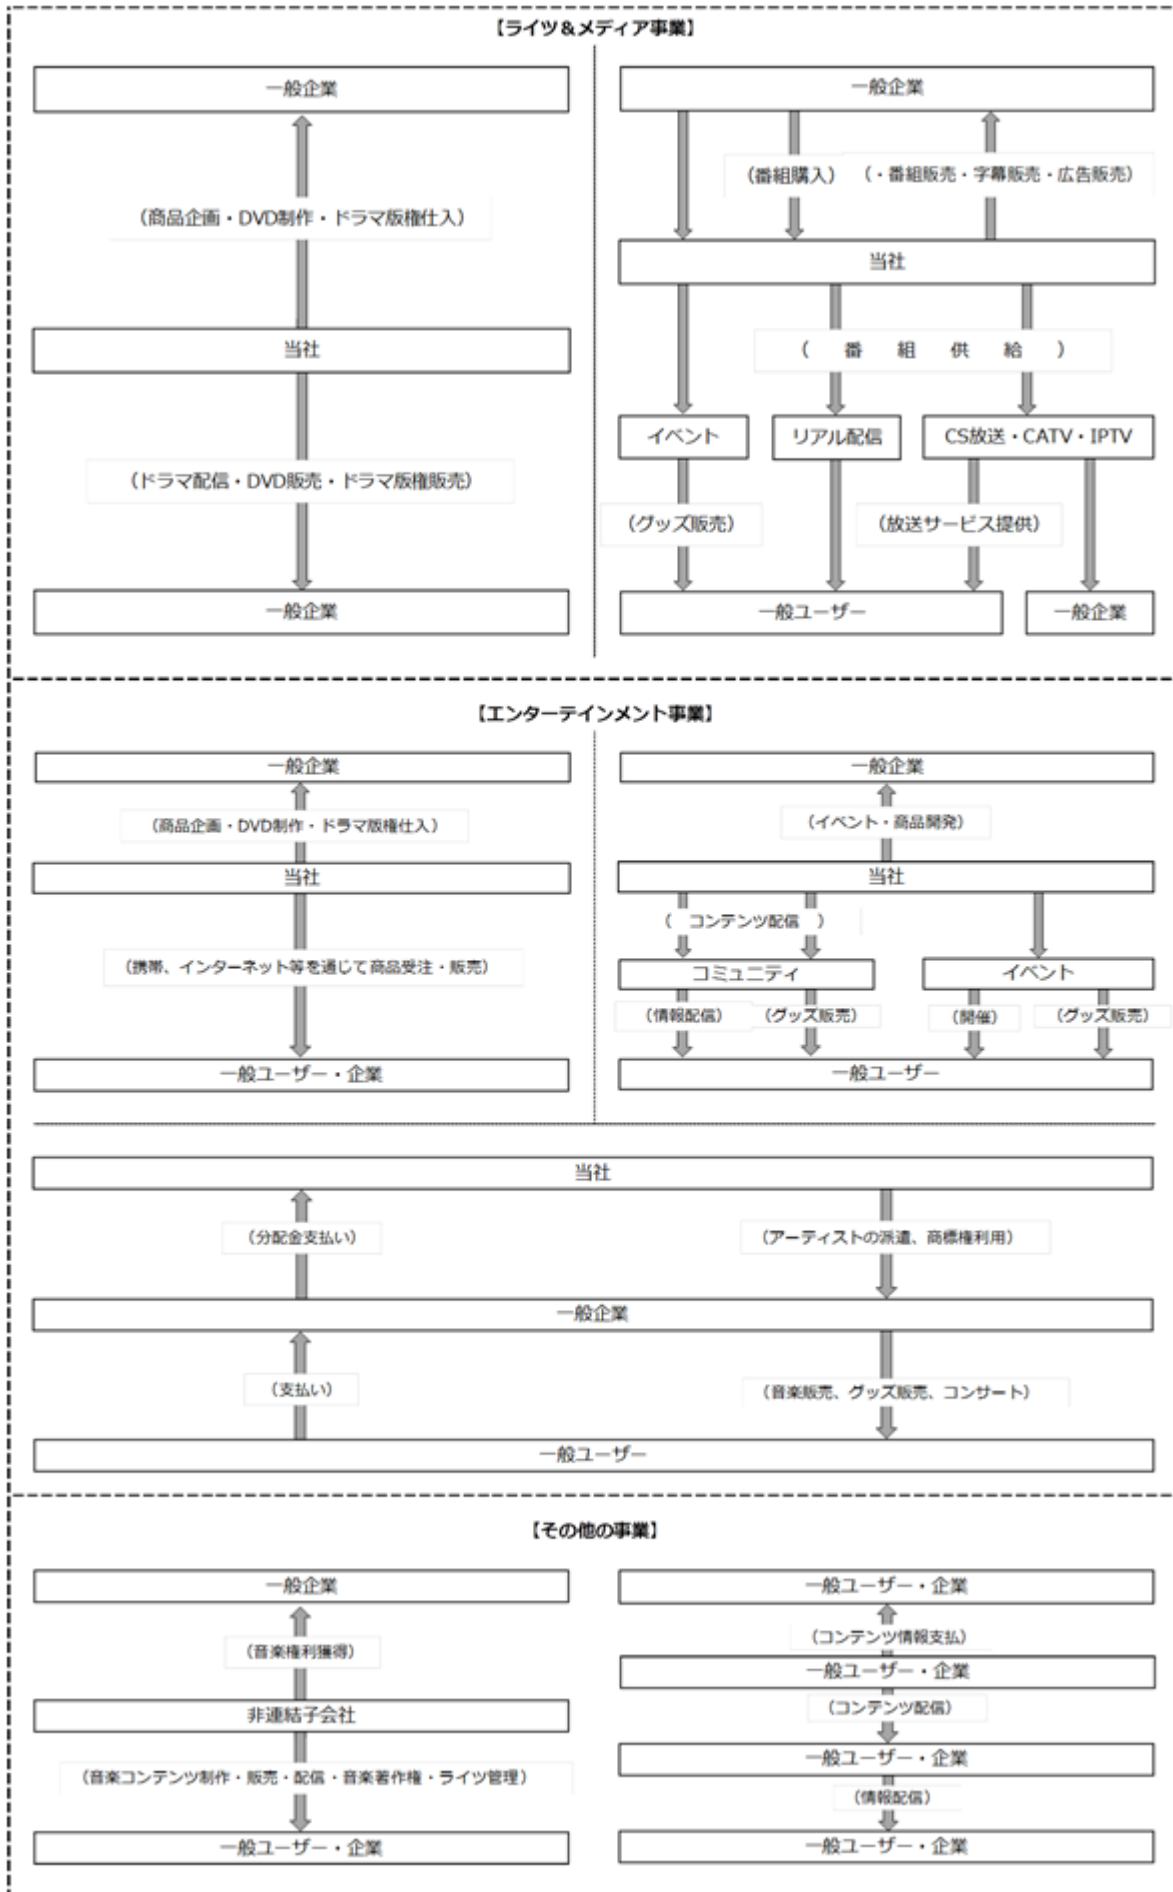 【ライツ＆メディア事業】
一般企業
（商品企画・DVD制作・ドラマ版権仕入）
当社
（ドラマ配信・DVD販売・ドラマ版権販売）
一般企業
一般企業
（番組購入）
（・番組販売・字幕販売・広告販売）
当社
（　番　組　供　給　）
イベント
リアル配信
CS放送・CATV・IPTV
（グッズ販売）
（放送サービス提供）
一般ユーザー
一般企業
【エンターテインメント事業】
一般企業
（商品企画・DVD制作・ドラマ版権仕入）
当社
（携帯、インターネット等を通じて商品受注・販売）
一般ユーザー・企業
一般企業
（イベント・商品開発）
当社
（　コンテンツ配信　）
コミュニティ
イベント
（情報配信）
（グッズ販売）
（開催）
（グッズ販売）
一般ユーザー
当社
（分配金支払い）
（アーティストの派遣、商標権利用）
一般企業
（支払い）
（音楽販売、グッズ販売、コンサート）
一般ユーザー
【その他の事業】
一般企業
（音楽権利獲得）
非連結子会社
（音楽コンテンツ制作・販売・配信・音楽著作権・ライツ管理）
一般ユーザー・企業
一般ユーザー・企業
（コンテンツ情報支払）
一般ユーザー・企業
（コンテンツ配信）
一般ユーザー・企業
（情報配信）
一般ユーザー・企業